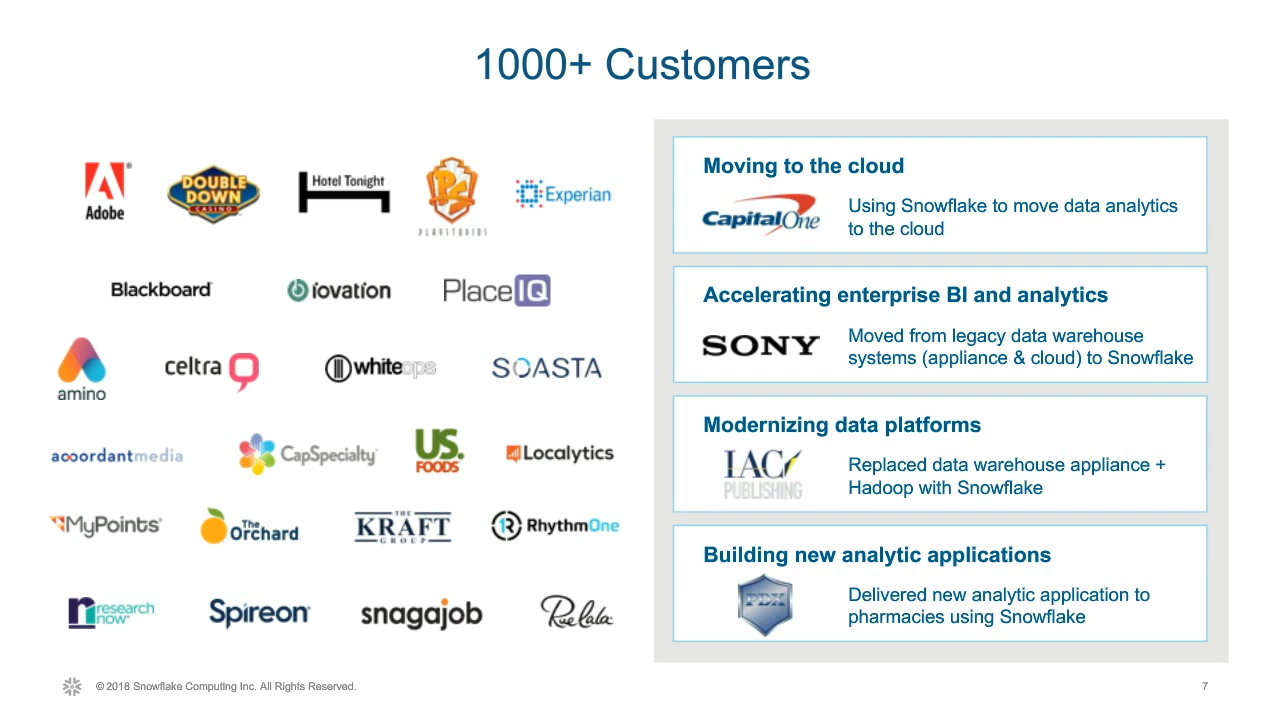 1000+ Customers
Adobe
DOUBLE
DOWN
CASINO
Hotel Tonight
PS
PLAYSTUDIOS
Experian
Blackboard
iovation
PlaceIQ
amino
celtra
whiteops
SOASTA
accordantmedia
CapSpecialty
US.
FOODS
Localytics
MyPoints
The
Orchard
THE
KRAFT
GROUP
1R RhythmOne
research
now
Spireon
snagajob
Rue La La
Moving to the cloud
CapitalOne
Using Snowflake to move data analytics
to the cloud
Accelerating enterprise BI and analytics
SONY
Moved from legacy data warehouse
systems (appliance & cloud) to Snowflake
Modernizing data platforms
IAC
PUBLISHING
Replaced data warehouse appliance +
Hadoop with Snowflake
Building new analytic applications
PDX
Delivered new analytic application to
pharmacies using Snowflake
© 2018 Snowflake Computing Inc. All Rights Reserved.
7